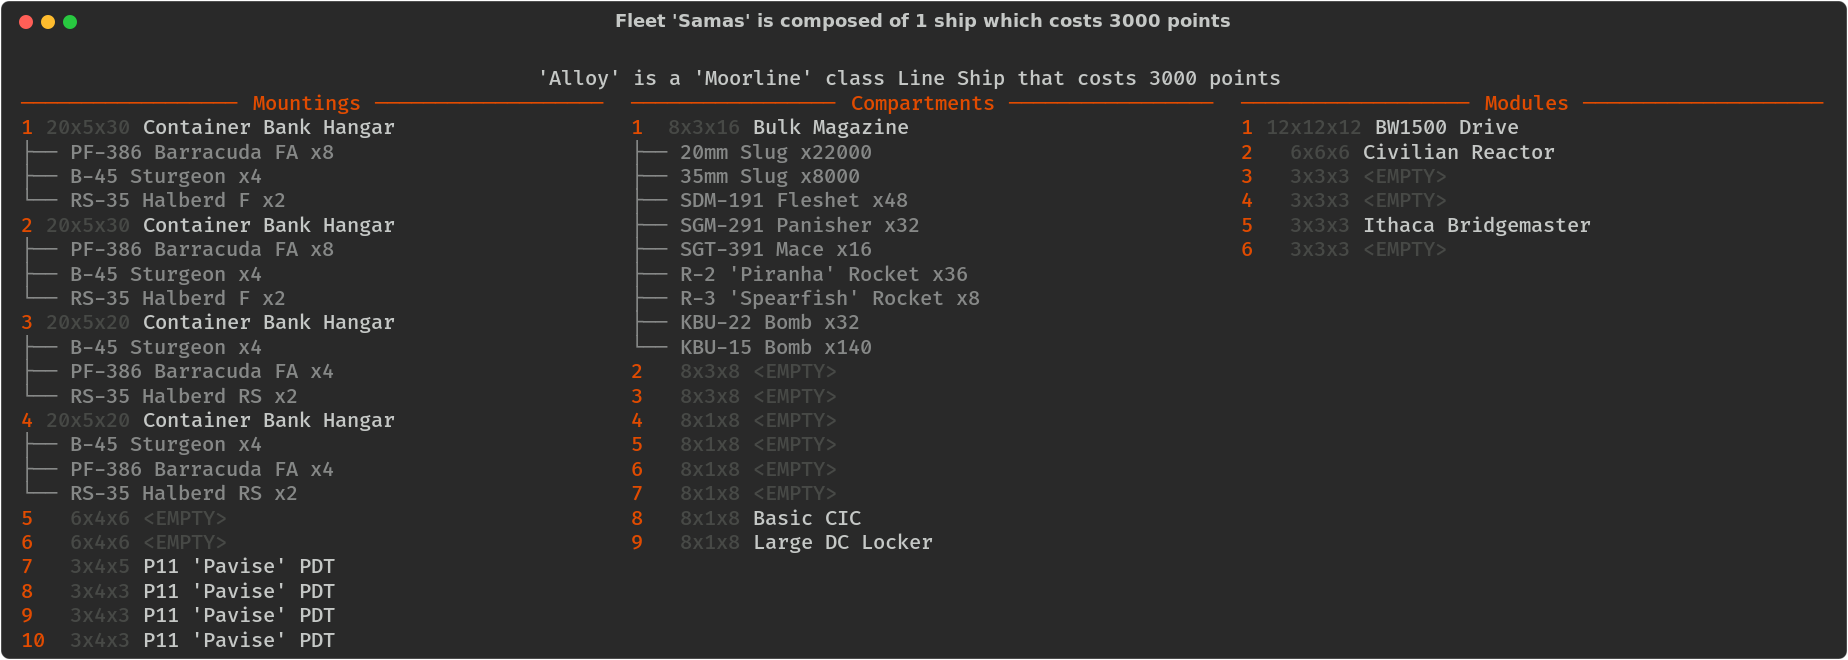 Fleet 'Samas' is composed of 1 ship which costs 3000 points
'Alloy' is a 'Moorline' class Line Ship that costs 3000 points
Mountings
1 20x5x30 Container Bank Hangar
PF-386 Barracuda FA x8
B-45 Sturgeon x4
RS-35 Halberd F x2
2 20x5x30 Container Bank Hangar
PF-386 Barracuda FA x8
B-45 Sturgeon x4
RS-35 Halberd F x2
3 20x5x20 Container Bank Hangar
B-45 Sturgeon x4
PF-386 Barracuda FA x4
RS-35 Halberd RS x2
4 20x5x20 Container Bank Hangar
B-45 Sturgeon x4
PF-386 Barracuda FA x4
RS-35 Halberd RS x2
5 6x4x6 <EMPTY>
6 6x4x6 <EMPTY>
7 3x4x5 P11 'Pavise' PDT
8 3x4x3 P11 'Pavise' PDT
9 3x4x3 P11 'Pavise' PDT
10 3x4x3 P11 'Pavise' PDT
Compartments
1 8x3x16 Bulk Magazine
20mm Slug x22000
35mm Slug x8000
SDM-191 Fleshet x48
SGM-291 Panisher x32
SGT-391 Mace x16
R-2 'Piranha' Rocket x36
R-3 'Spearfish' Rocket x8
KBU-22 Bomb x32
KBU-15 Bomb x140
2 8x3x8 <EMPTY>
3 8x3x8 <EMPTY>
4 8x1x8 <EMPTY>
5 8x1x8 <EMPTY>
6 8x1x8 <EMPTY>
7 8x1x8 <EMPTY>
8 8x1x8 Basic CIC
9 8x1x8 Large DC Locker
Modules
1 12x12x12 BW1500 Drive
2 6x6x6 Civilian Reactor
3 3x3x3 <EMPTY>
4 3x3x3 <EMPTY>
5 3x3x3 Ithaca Bridgemaster
6 3x3x3 <EMPTY>